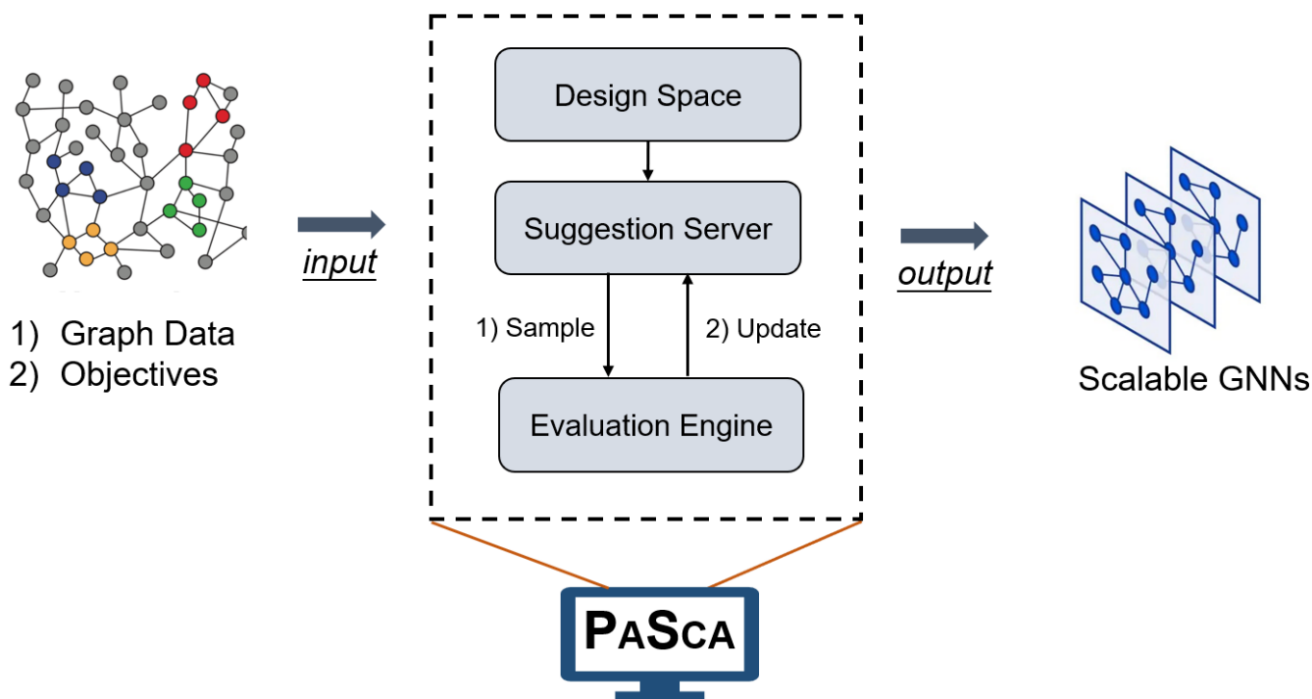 Design Space
Suggestion Server
1) Sample
2) Update
Evaluation Engine
input
1) Graph Data
2) Objectives
output
Scalable GNNs
PASCA